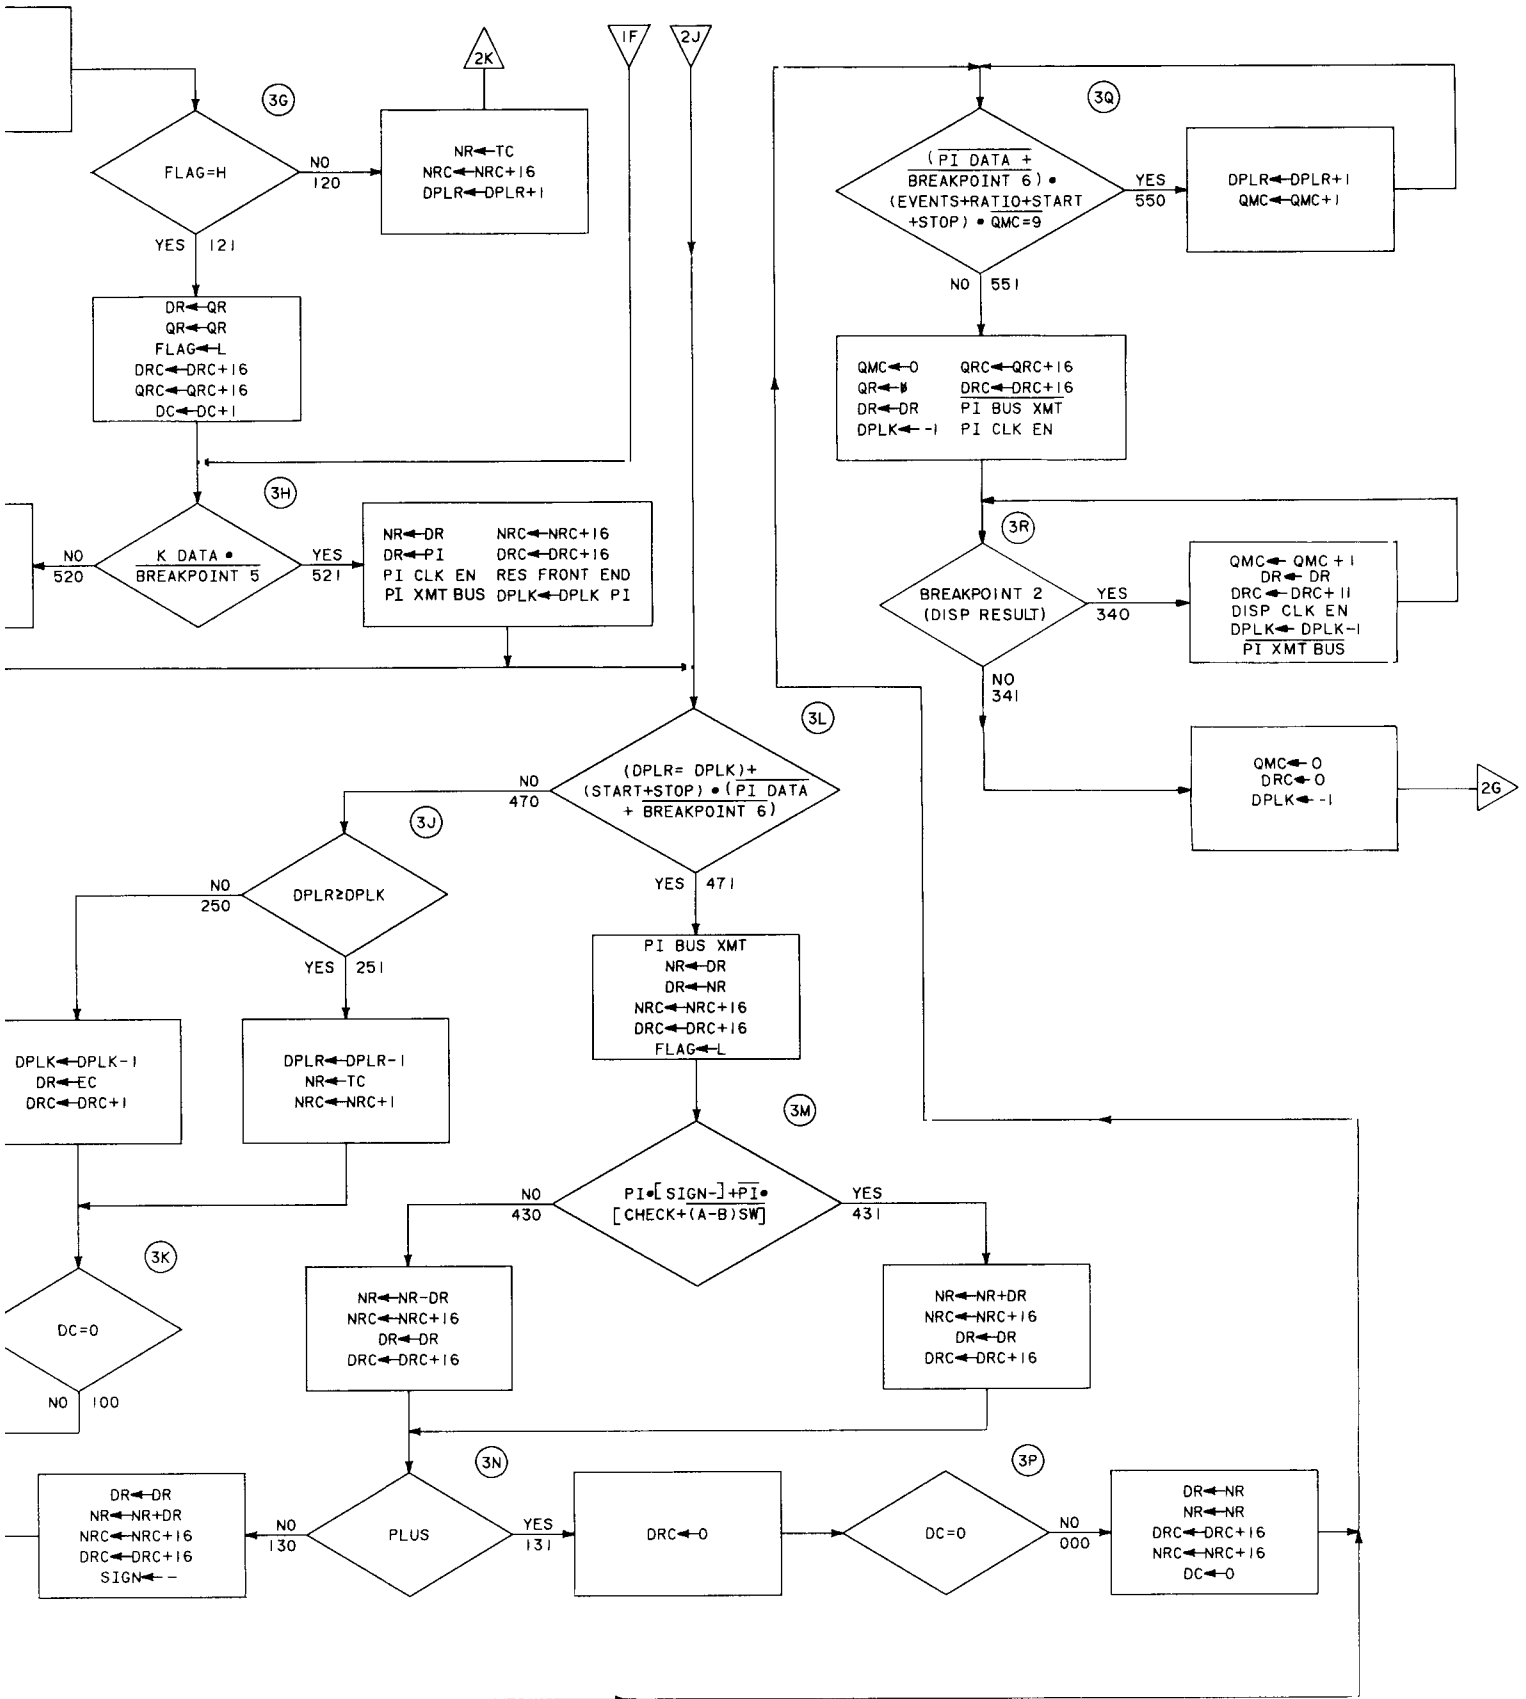 1F
2J
2K
3G
FLAG=H
NO
120
YES 121
NR←TC
NRC←NRC+16
DPLR←DPLR+1
DR←QR
QR←QR
FLAG←L
DRC←DRC+16
QRC←QRC+16
DC←DC+1
3H
K DATA •
BREAKPOINT 5
NO
520
YES
521
NR←DR NRC←NRC+16
DR←PI DRC←DRC+16
PI CLK EN RES FRONT END
PI XMT BUS DPLK←DPLK PI
3Q
(PI DATA +
BREAKPOINT 6) •
(EVENTS+RATIO+START
+STOP) • QMC=9
YES
550
DPLR←DPLR+1
QMC←QMC+1
NO 551
QMC←0 QRC←QRC+16
QR← DRC←DRC+16
DR←DR PI BUS XMT
DPLK←-1 PI CLK EN
3R
BREAKPOINT 2
(DISP RESULT)
YES
340
QMC←QMC+1
DR←DR
DRC←DRC+11
DISP CLK EN
DPLK←DPLK-1
PI XMT BUS
NO
341
QMC←0
DRC←0
DPLK←-1
2G
3L
(DPLR= DPLK)+
(START+STOP) • (PI DATA
+ BREAKPOINT 6)
NO
470
YES 471
3J
DPLR≥DPLK
NO
250
YES 251
DPLK←DPLK-1
DR←EC
DRC←DRC+1
DPLR←DPLR-1
NR←TC
NRC←NRC+1
PI BUS XMT
NR←DR
DR←NR
NRC←NRC+16
DRC←DRC+16
FLAG←L
3M
PI•[SIGN-]+PI•
[CHECK+(A-B)SW]
NO
430
YES
431
3K
DC=0
NO 100
NR←NR-DR
NRC←NRC+16
DR←DR
DRC←DRC+16
NR←NR+DR
NRC←NRC+16
DR←DR
DRC←DRC+16
3N
PLUS
NO
130
YES
131
DR←DR
NR←NR+DR
NRC←NRC+16
DRC←DRC+16
SIGN←-
DRC←0
3P
DC=0
NO
000
DR←NR
NR←NR
DRC←DRC+16
NRC←NRC+16
DC←0